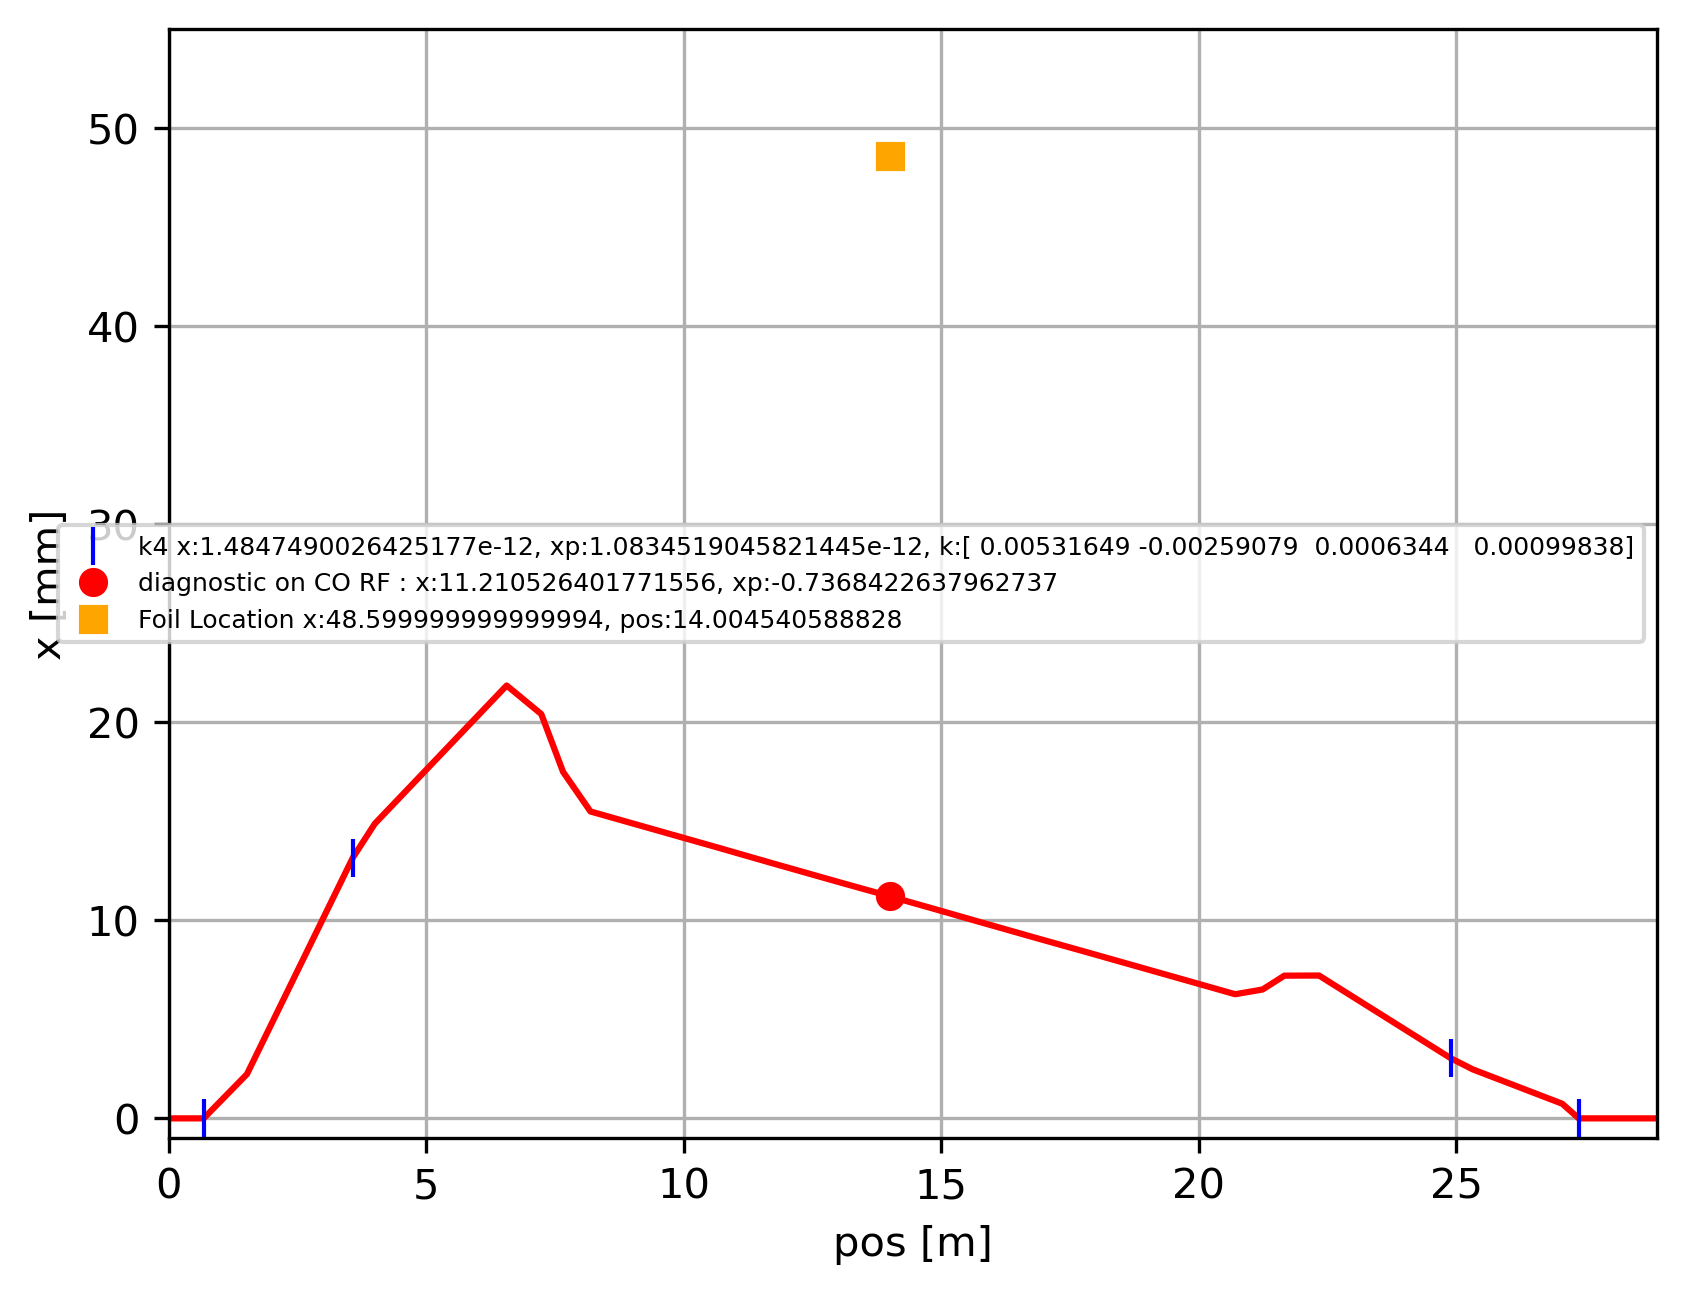 50
40
30
k4 x:1.4847490026425177e-12, xp:1.0834519045821445e-12, k:[ 0.00531649 -0.00259079  0.0006344   0.00099838]
diagnostic on CO RF : x:11.210526401771556, xp:-0.7368422637962737
Foil Location x:48.599999999999994, pos:14.004540588828
x [mm]
20
10
0
0 5 10 15 20 25
pos [m]